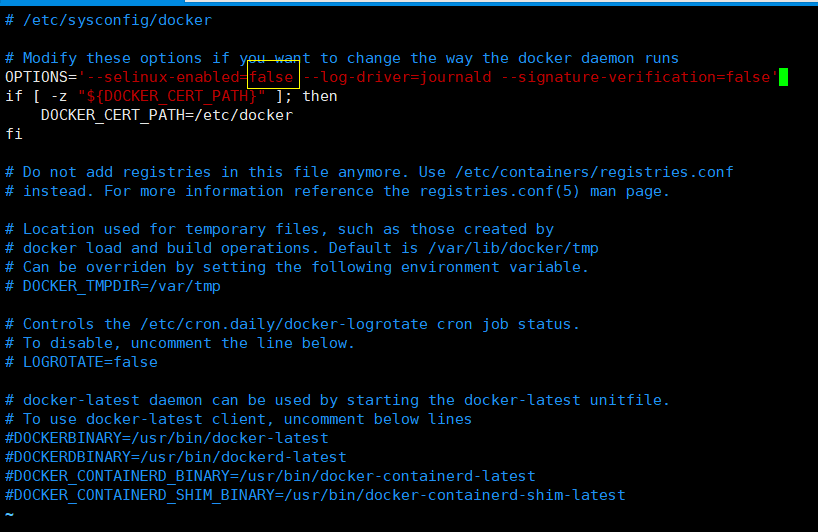 # /etc/sysconfig/docker
# Modify these options if you want to change the way the docker daemon runs
OPTIONS='--selinux-enabled=false --log-driver=journald --signature-verification=false'
if [ -z "${DOCKER_CERT_PATH}" ]; then
    DOCKER_CERT_PATH=/etc/docker
fi
# Do not add registries in this file anymore. Use /etc/containers/registries.conf
# instead. For more information reference the registries.conf(5) man page.
# Location used for temporary files, such as those created by
# docker load and build operations. Default is /var/lib/docker/tmp
# Can be overriden by setting the following environment variable.
# DOCKER_TMPDIR=/var/tmp
# Controls the /etc/cron.daily/docker-logrotate cron job status.
# To disable, uncomment the line below.
# LOGROTATE=false
# docker-latest daemon can be used by starting the docker-latest unitfile.
# To use docker-latest client, uncomment below lines
#DOCKERBINARY=/usr/bin/docker-latest
#DOCKERDBINARY=/usr/bin/dockerd-latest
#DOCKER_CONTAINERD_BINARY=/usr/bin/docker-containerd-latest
#DOCKER_CONTAINERD_SHIM_BINARY=/usr/bin/docker-containerd-shim-latest
~